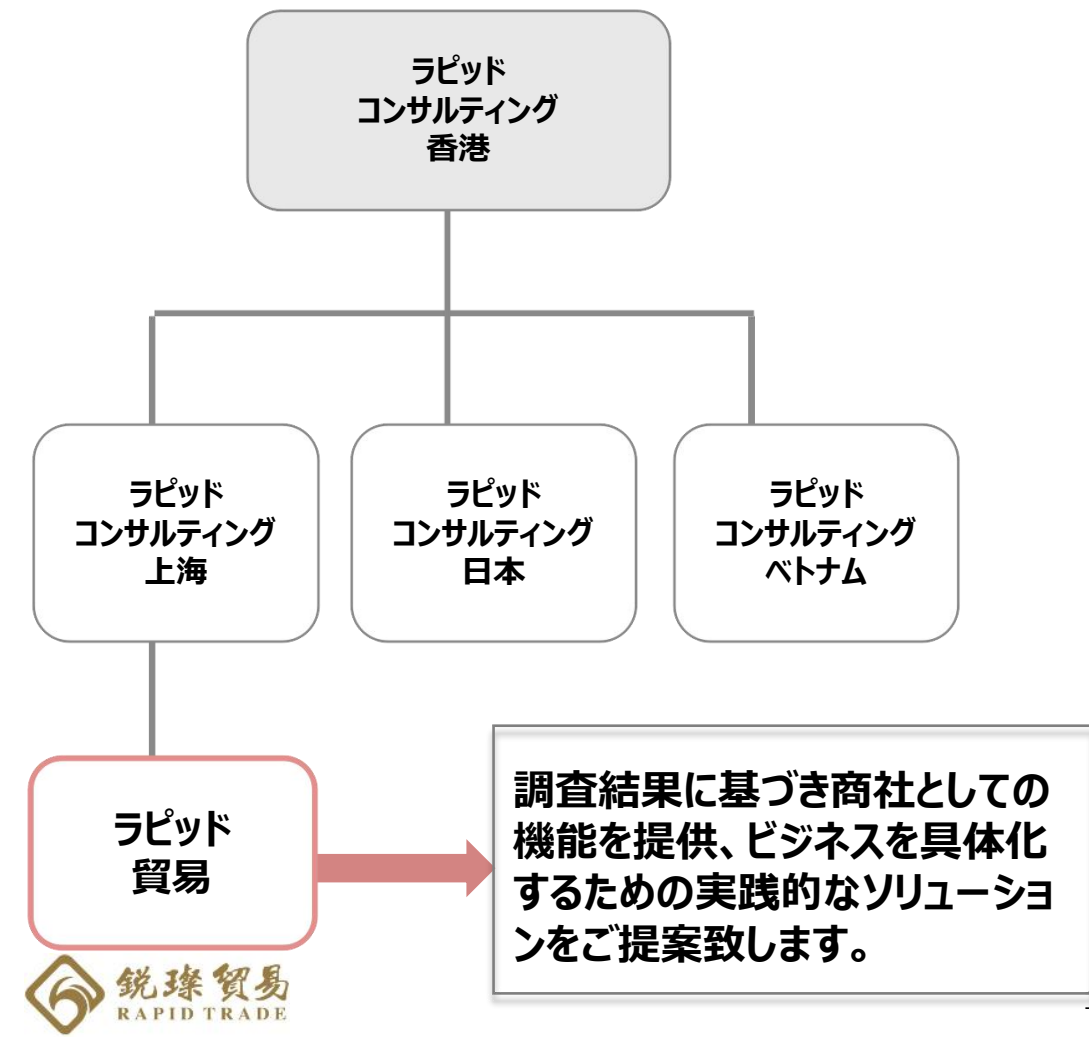 ラピッド
コンサルティング
香港
ラピッド
コンサルティング
上海
ラピッド
コンサルティング
日本
ラピッド
コンサルティング
ベトナム
ラピッド
貿易
調査結果に基づき商社としての
機能を提供、ビジネスを具体化
するための実践的なソリューショ
ンをご提案致します。
鋭璨貿易
RAPID TRADE